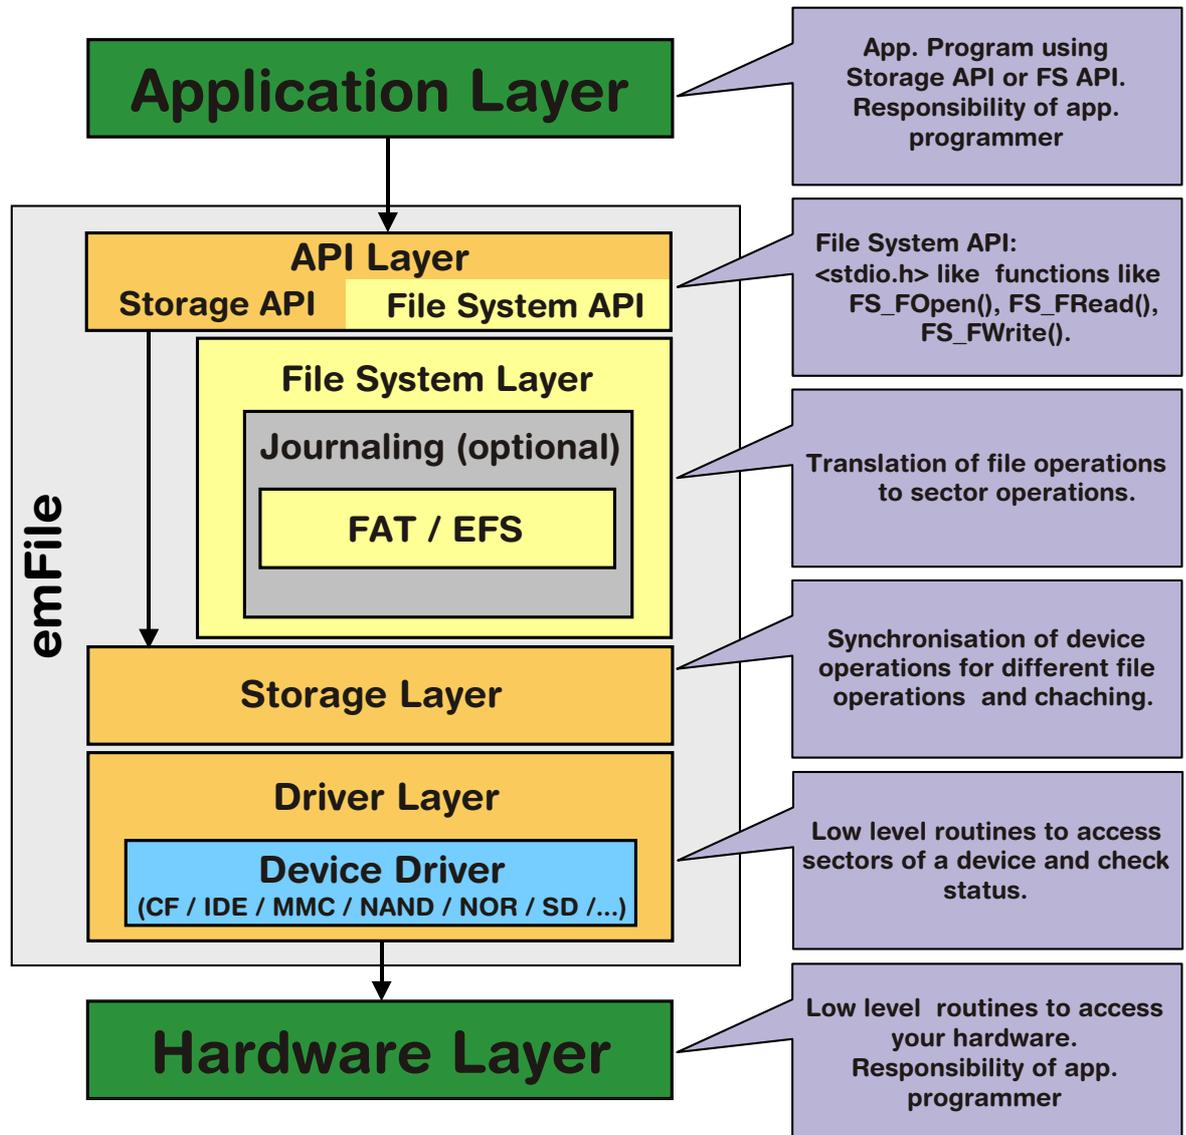 Application Layer
App. Program using
Storage API or FS API.
Responsibility of app.
programmer
emFile
API Layer
Storage API
File System API
File System API:
<stdio.h> like  functions like
FS_FOpen(), FS_FRead(),
FS_FWrite().
File System Layer
Journaling (optional)
FAT / EFS
Translation of file operations
to sector operations.
Storage Layer
Synchronisation of device
operations for different file
operations  and chaching.
Driver Layer
Device Driver
(CF / IDE / MMC / NAND / NOR / SD /...)
Low level routines to access
sectors of a device and check
status.
Hardware Layer
Low level  routines to access
your hardware.
Responsibility of app.
programmer